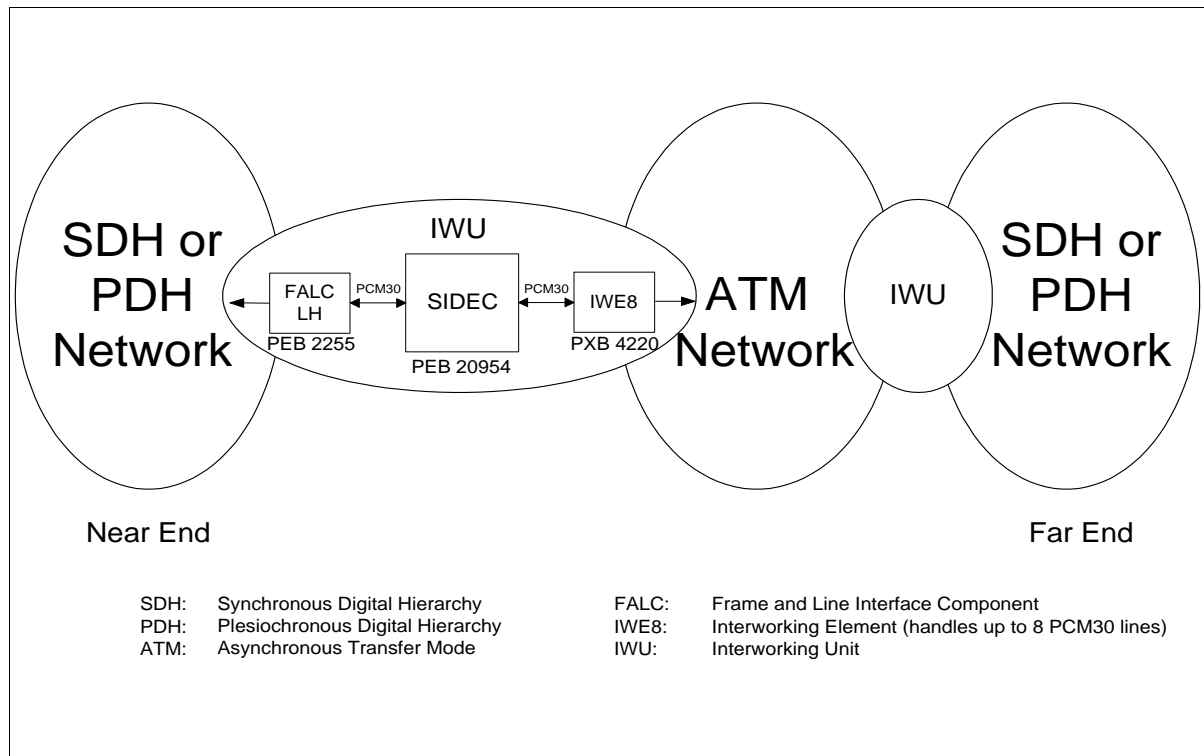 SDH or
PDH
Network
IWU
FALC
LH
PCM30
SIDEC
PCM30
IWE8
PEB 2255
PEB 20954
PXB 4220
ATM
Network
IWU
SDH or
PDH
Network
Near End
Far End
SDH: Synchronous Digital Hierarchy
PDH: Plesiochronous Digital Hierarchy
ATM: Asynchronous Transfer Mode
FALC: Frame and Line Interface Component
IWE8: Interworking Element (handles up to 8 PCM30 lines)
IWU: Interworking Unit